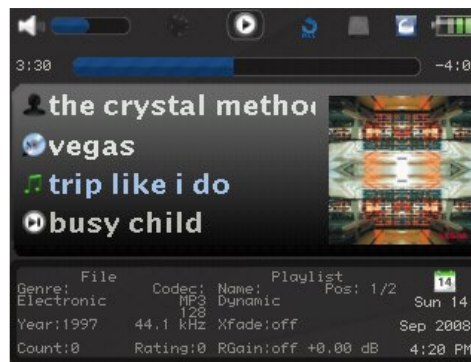 3:30 -4:0
the crystal metho
vegas
trip like i do
busy child
File
Genre: Codec:
Electronic MP3
128
Year:1997 44.1 kHz
Count:0 Rating:0
Playlist
Name: Pos: 1/2
Dynamic
Xfade:off
RGain:off +0.00 dB
14
Sun 14
Sep 2008
4:20 PM